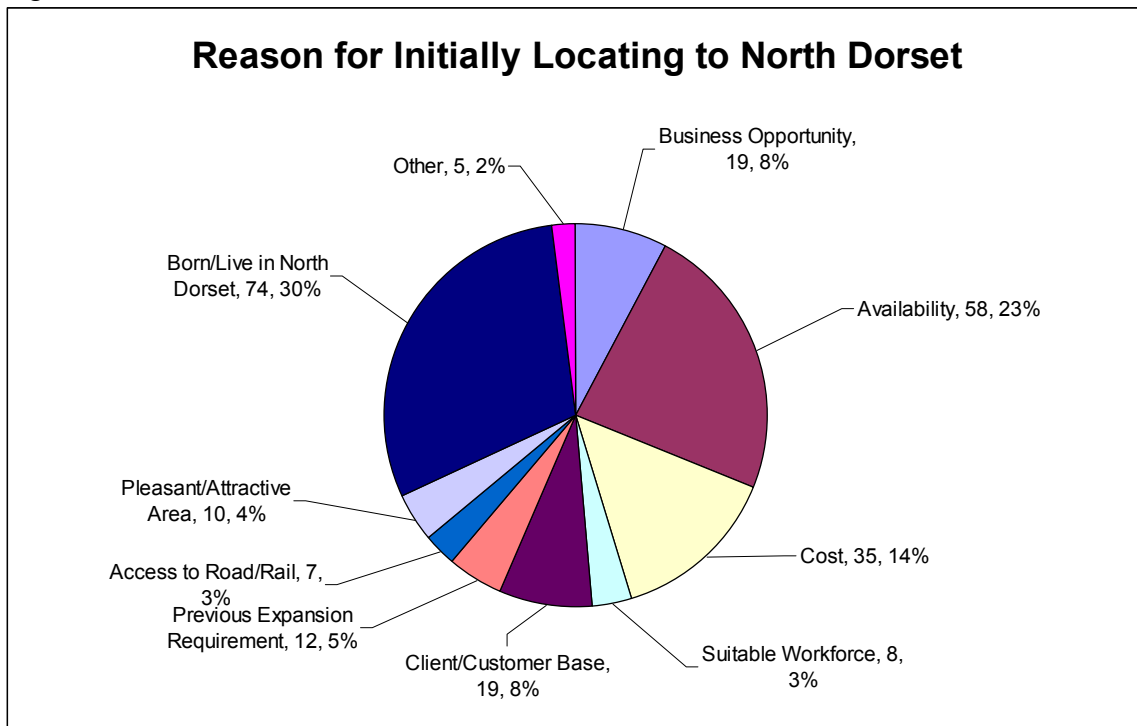 Reason for Initially Locating to North Dorset
Business Opportunity,
19, 8%
Other, 5, 2%
Born/Live in North
Dorset, 74, 30%
Availability, 58, 23%
Pleasant/Attractive
Area, 10, 4%
Cost, 35, 14%
Access to Road/Rail, 7,
3%
Previous Expansion
Requirement, 12, 5%
Client/Customer Base,
19, 8%
Suitable Workforce, 8,
3%